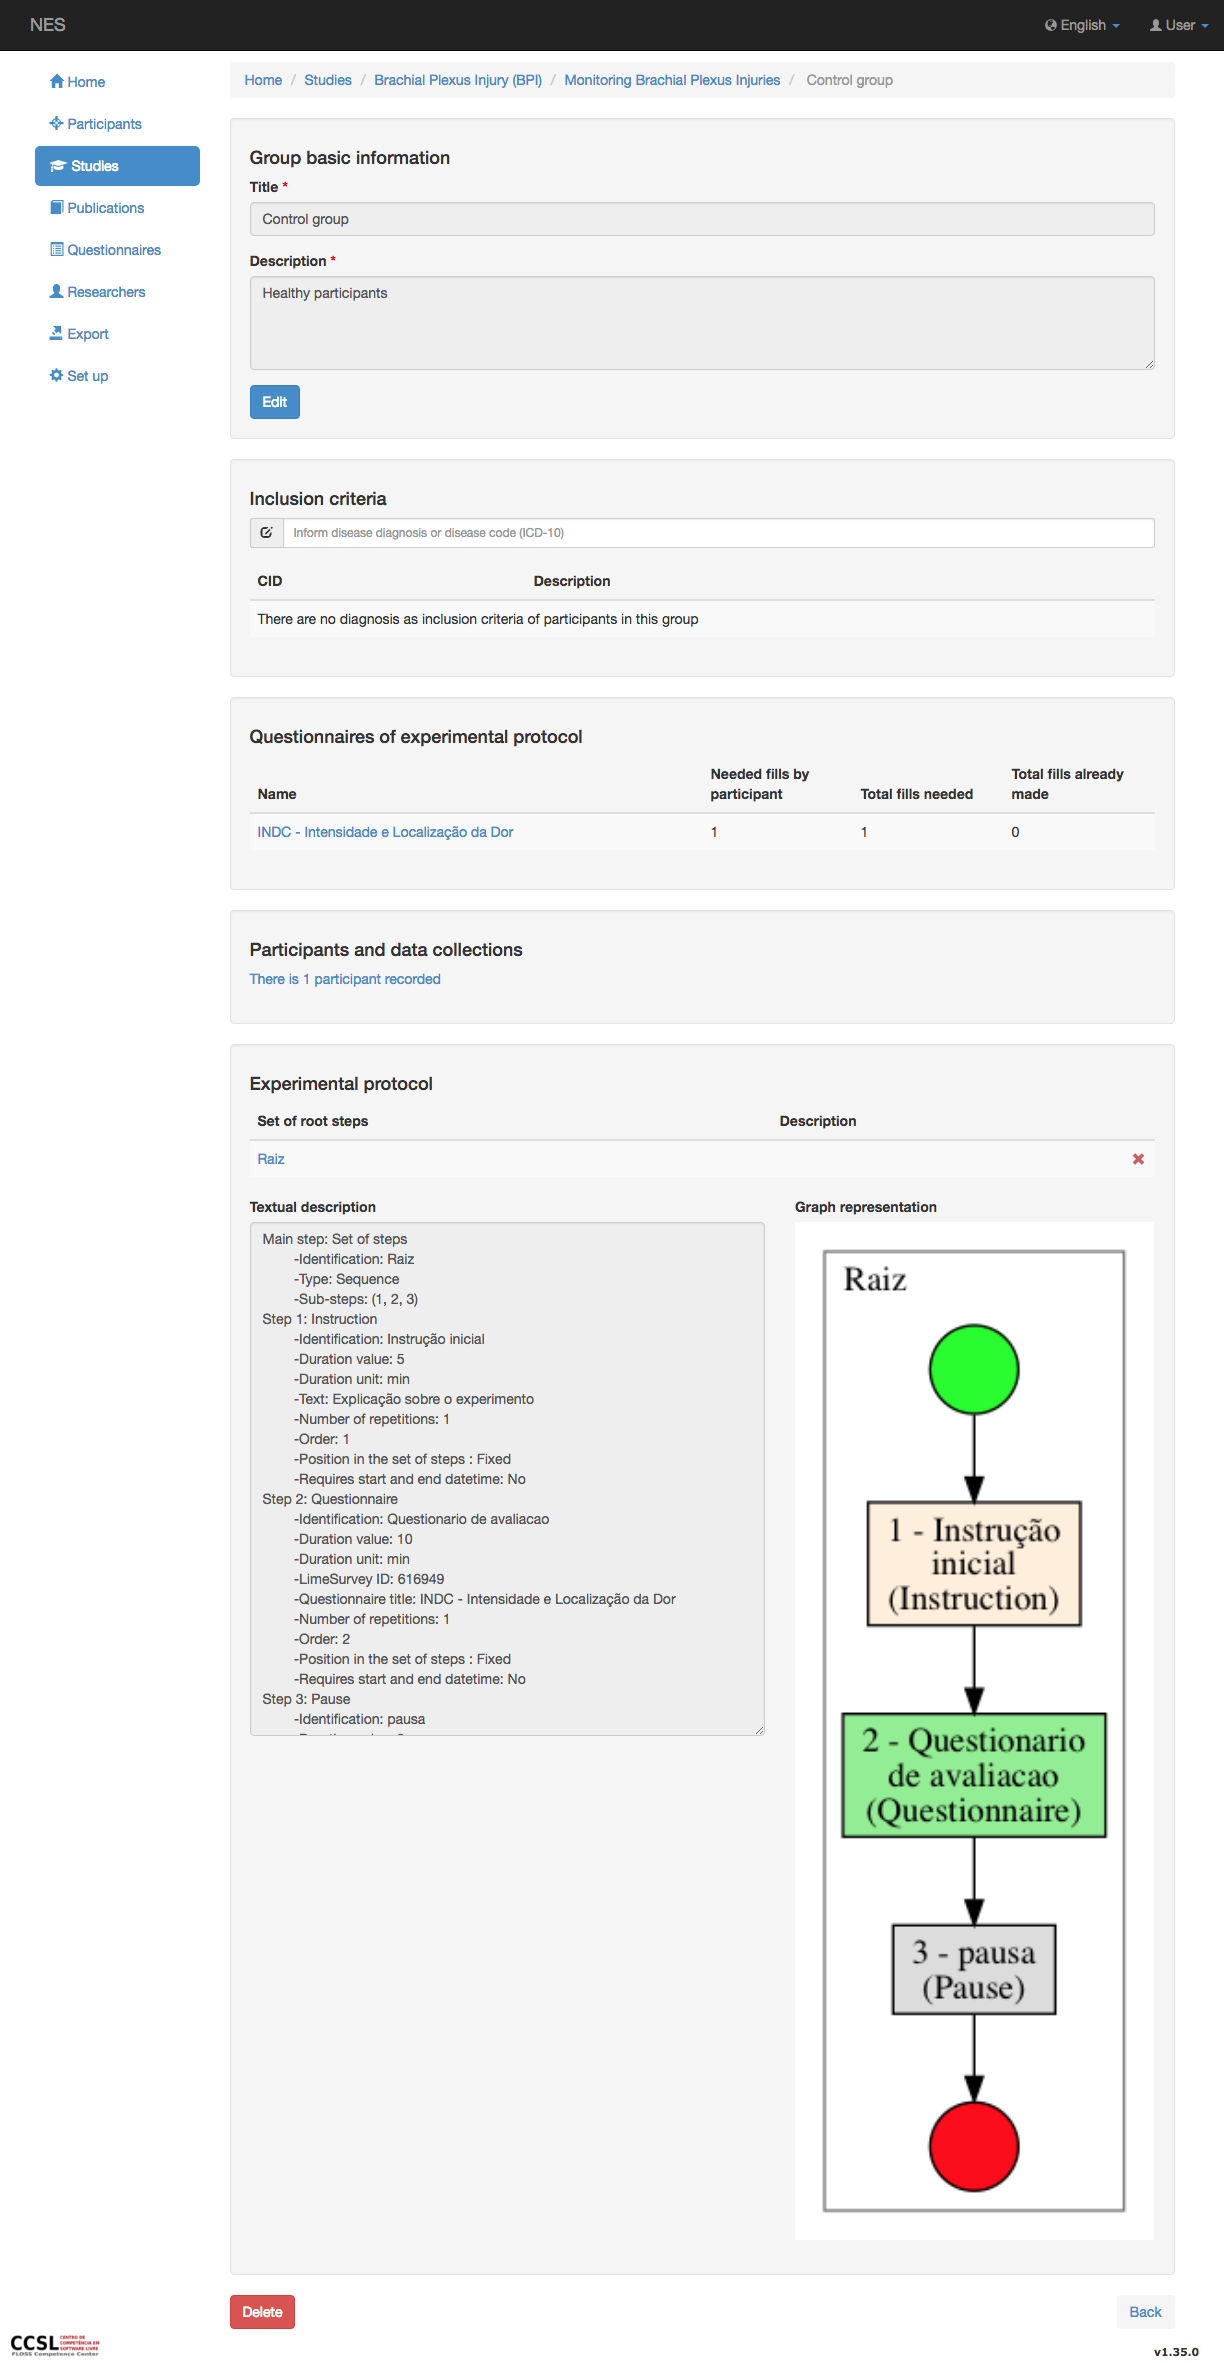 NES
English
User
Home
Participants
Studies
Publications
Questionnaires
Researchers
Export
Set up
Home / Studies / Brachial Plexus Injury (BPI) / Monitoring Brachial Plexus Injuries / Control group
Group basic information
Title *
Control group
Description *
Healthy participants
Edit
Inclusion criteria
Inform disease diagnosis or disease code (ICD-10)
CID Description
There are no diagnosis as inclusion criteria of participants in this group
Questionnaires of experimental protocol
Name Needed fills by participant Total fills needed Total fills already made
INDC - Intensidade e Localização da Dor 1 1 0
Participants and data collections
There is 1 participant recorded
Experimental protocol
Set of root steps Description
Raiz
Textual description
Main step: Set of steps
-Identification: Raiz
-Type: Sequence
-Sub-steps: (1, 2, 3)
Step 1: Instruction
-Identification: Instrução inicial
-Duration value: 5
-Duration unit: min
-Text: Explicação sobre o experimento
-Number of repetitions: 1
-Order: 1
-Position in the set of steps : Fixed
-Requires start and end datetime: No
Step 2: Questionnaire
-Identification: Questionario de avaliacao
-Duration value: 10
-Duration unit: min
-LimeSurvey ID: 616949
-Questionnaire title: INDC - Intensidade e Localização da Dor
-Number of repetitions: 1
-Order: 2
-Position in the set of steps : Fixed
-Requires start and end datetime: No
Step 3: Pause
-Identification: pausa
Graph representation
Raiz
1 - Instrução
inicial
(Instruction)
2 - Questionario
de avaliacao
(Questionnaire)
3 - pausa
(Pause)
Delete
Back
CCSL
CENTRO DE
COMPETÊNCIA EM
SOFTWARE LIVRE
FLOSS Competence Center
v1.35.0